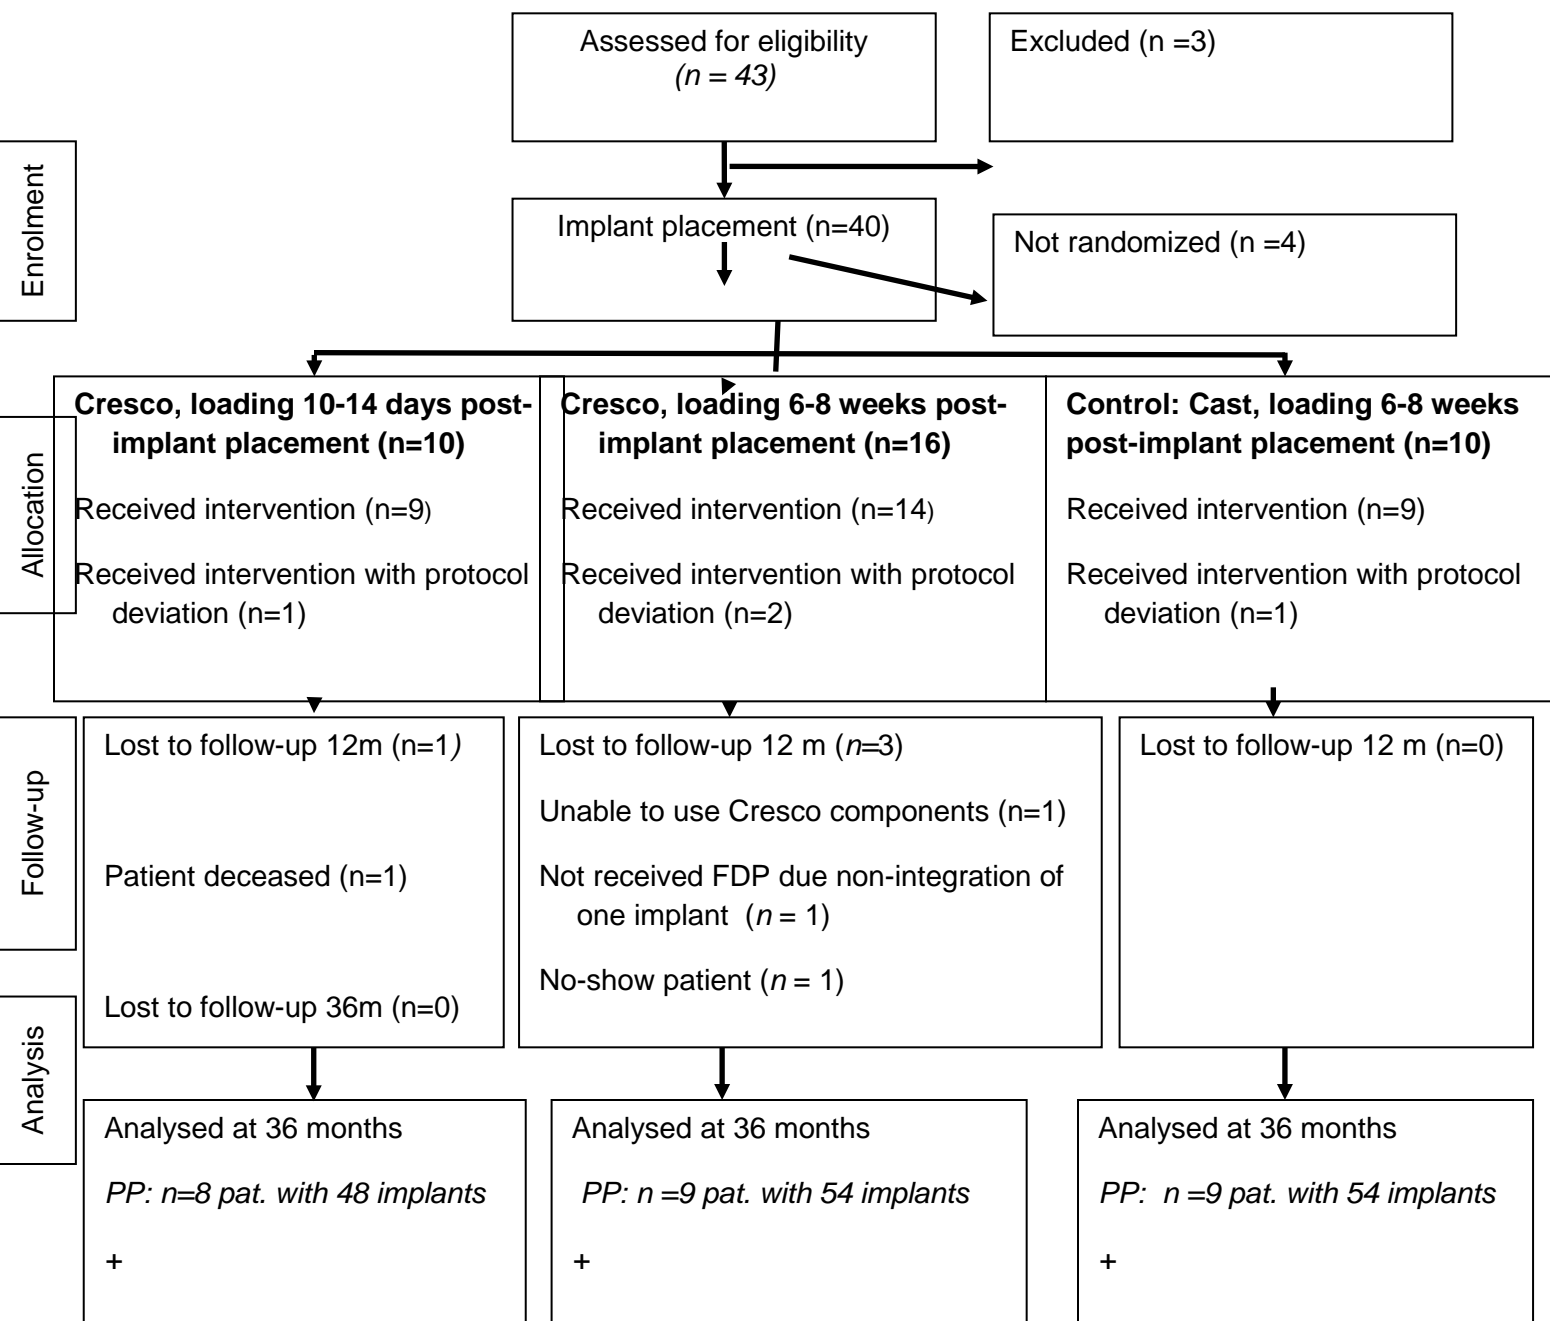 Assessed for eligibility
(n = 43)
Excluded (n =3)
Enrolment
Implant placement (n=40)
Not randomized (n =4)
Allocation
Cresco, loading 10-14 days post-
implant placement (n=10)
Received intervention (n=9)
Received intervention with protocol
deviation (n=1)
Cresco, loading 6-8 weeks post-
implant placement (n=16)
Received intervention (n=14)
Received intervention with protocol
deviation (n=2)
Control: Cast, loading 6-8 weeks
post-implant placement (n=10)
Received intervention (n=9)
Received intervention with protocol
deviation (n=1)
Follow-up
Lost to follow-up 12m (n=1)
Patient deceased (n=1)
Lost to follow-up 36m (n=0)
Lost to follow-up 12 m (n=3)
Unable to use Cresco components (n=1)
Not received FDP due non-integration of
one implant (n = 1)
No-show patient (n = 1)
Lost to follow-up 12 m (n=0)
Analysis
Analysed at 36 months
PP: n=8 pat. with 48 implants
+
Analysed at 36 months
PP: n =9 pat. with 54 implants
+
Analysed at 36 months
PP: n =9 pat. with 54 implants
+